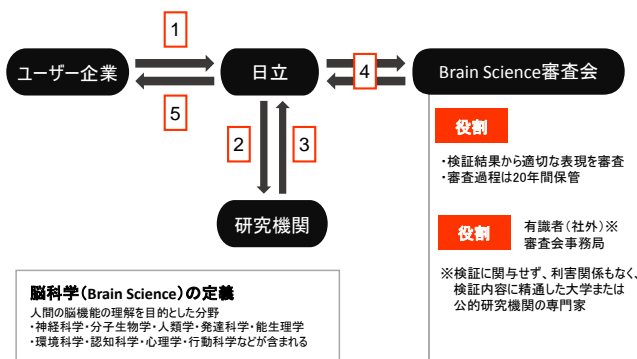 1
ユーザー企業
日立
4
Brain Science審査会
5
役割
2
3
・検証結果から適切な表現を審査
・審査過程は20年間保管
研究機関
役割
有識者(社外)※
審査会事務局
※検証に関与せず、利害関係もなく、
検証内容に精通した大学または
公的研究機関の専門家
脳科学(Brain Science)の定義
人間の脳機能の理解を目的とした分野
・神経科学・分子生物学・人類学・発達科学・能生理学
・環境科学・認知科学・心理学・行動科学などが含まれる